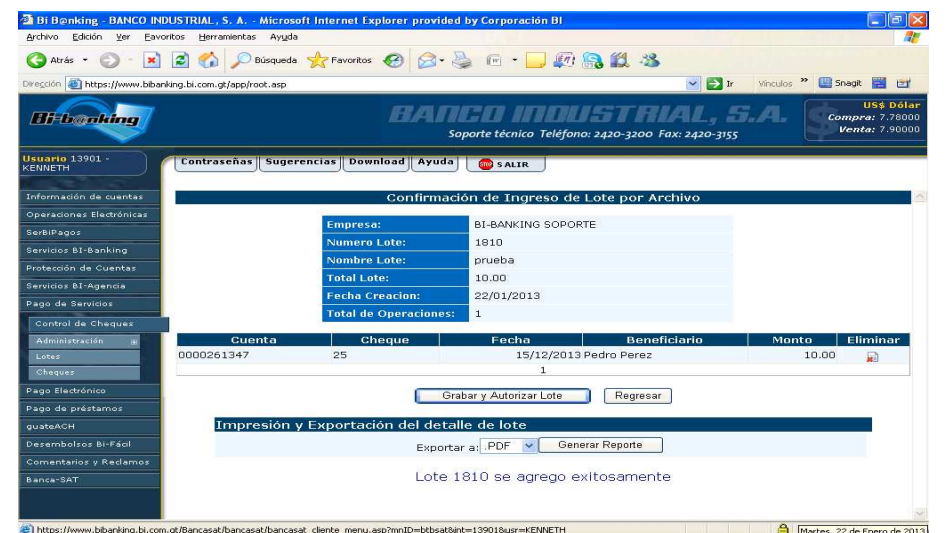 Bi B@nking - BANCO INDUSTRIAL, S. A. - Microsoft Internet Explorer provided by Corporación BI
Archivo Edición Ver Favoritos Herramientas Ayuda
Atrás Búsqueda Favoritos
Dirección https://www.bibanking.bi.com.gt/app/root.asp Ir Vínculos » Snagit
Bi-b@nking
BANCO INDUSTRIAL, S.A.
Soporte técnico Teléfono: 2420-3200 Fax: 2420-3155
US$ Dólar
Compra: 7.78000
Venta: 7.90000
Usuario 13901 -
KENNETH
Contraseñas Sugerencias Download Ayuda STOP SALIR
Información de cuentas
Operaciones Electrónicas
SerBiPagos
Servicios BI-Banking
Protección de Cuentas
Servicios BI-Agencia
Pago de Servicios
Control de Cheques
Administración
Lotes
Cheques
Pago Electrónico
Pago de préstamos
guateACH
Desembolsos Bi-Fácil
Comentarios y Reclamos
Banca-SAT
Confirmación de Ingreso de Lote por Archivo
Empresa: BI-BANKING SOPORTE
Numero Lote: 1810
Nombre Lote: prueba
Total Lote: 10.00
Fecha Creacion: 22/01/2013
Total de Operaciones: 1
Cuenta Cheque Fecha Beneficiario Monto Eliminar
0000261347 25 15/12/2013 Pedro Perez 10.00
1
Grabar y Autorizar Lote Regresar
Impresión y Exportación del detalle de lote
Exportar a: .PDF Generar Reporte
Lote 1810 se agrego exitosamente
https://www.bibanking.bi.com.gt/Bancasat/bancasat/bancasat_cliente_menu.asp?mnID=btbsat&int=13901&usr=KENNETH
Martes, 22 de Enero de 2013